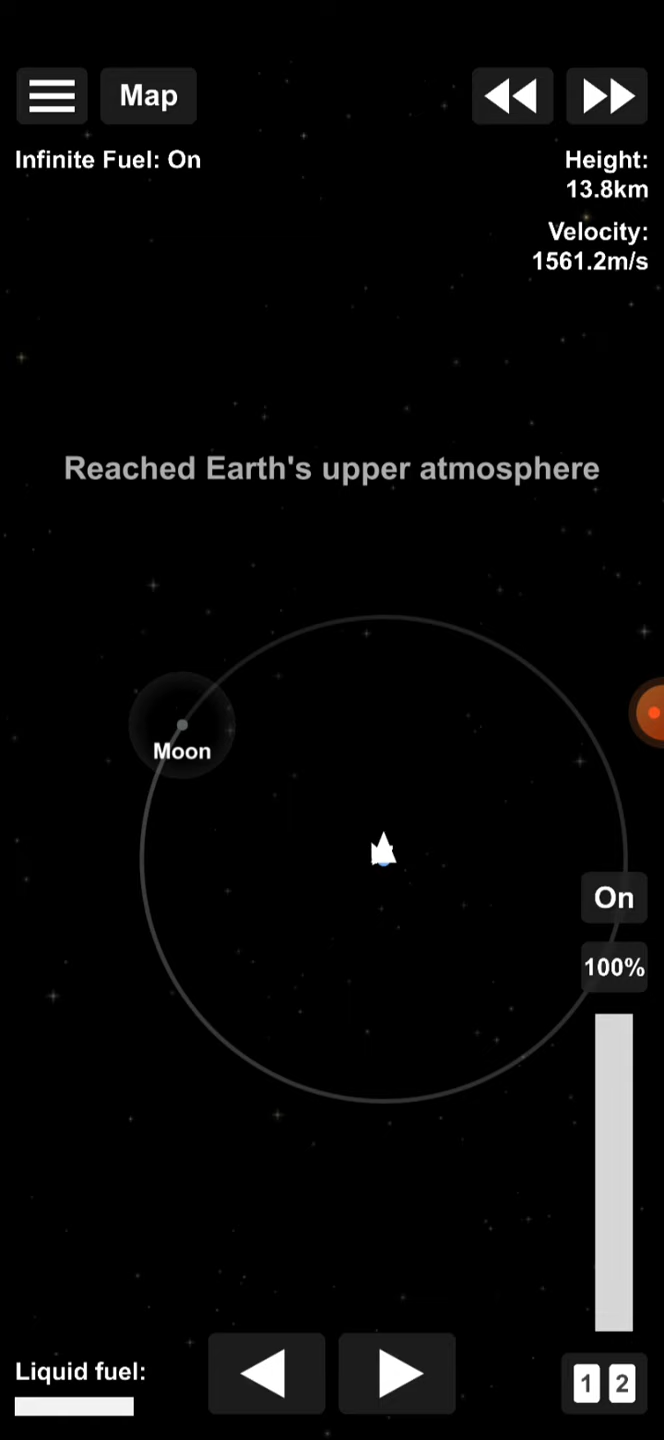 Map
Infinite Fuel: On
Height:
13.8km
Velocity:
1561.2m/s
Reached Earth's upper atmosphere
Moon
On
100%
Liquid fuel:
1 2